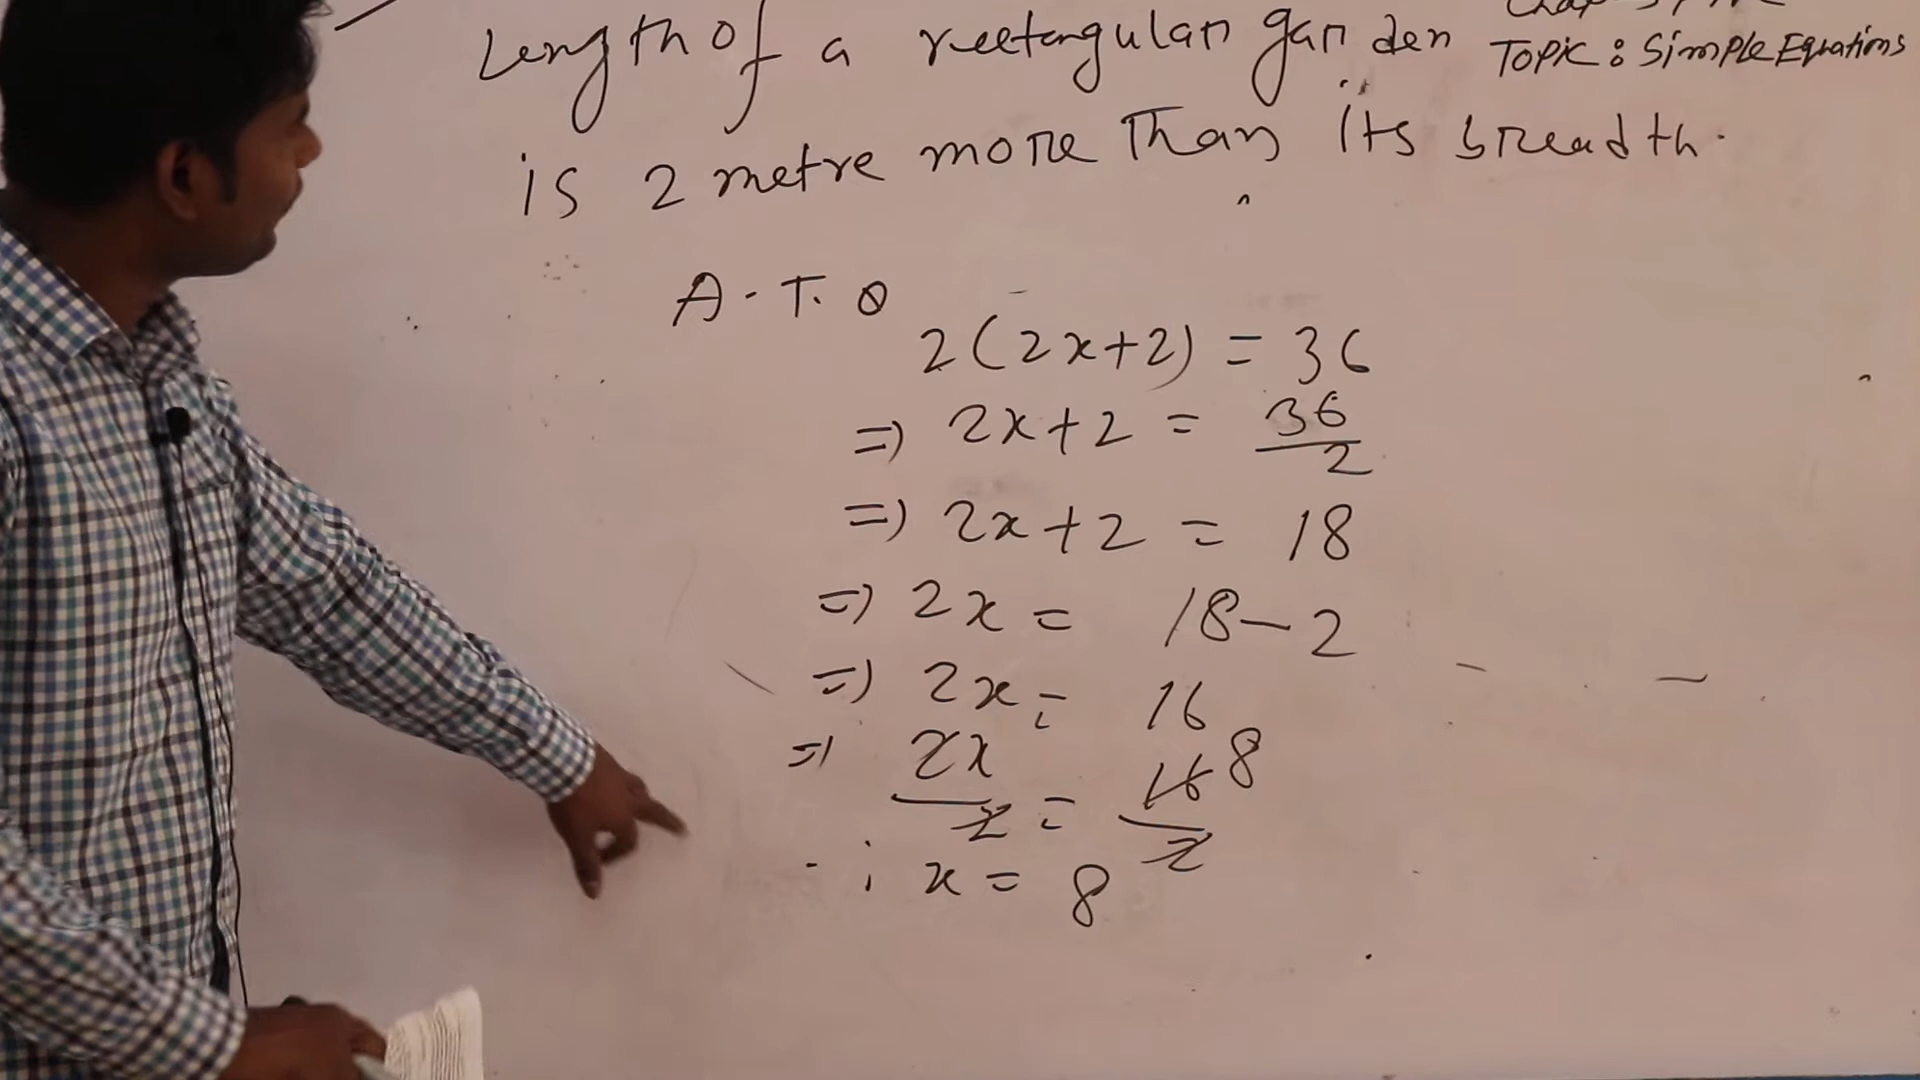 Length of a rectangular garden
Topic: Simple Equations
is 2 metre more than its breadth.
A.T.Q
2(2x+2) = 36
=) 2x+2 = 36/2
=) 2x+2 = 18
=) 2x = 18-2
=) 2x = 16
=) 2x/2 = 16/2 8
∴ x = 8